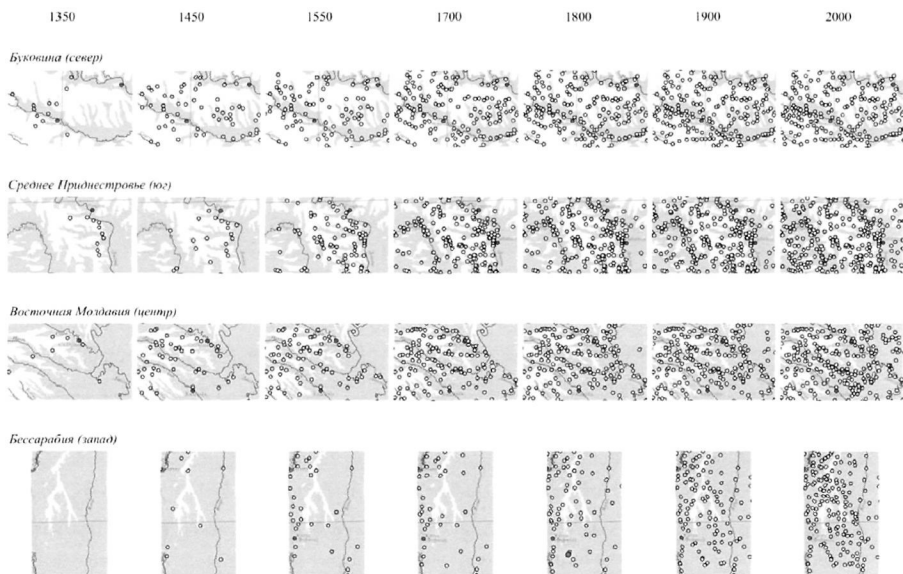 1350 1450 1550 1700 1800 1900 2000
Буковина (север)
Среднее Приднестровье (юг)
Восточная Молдавия (центр)
Бессарабия (запад)